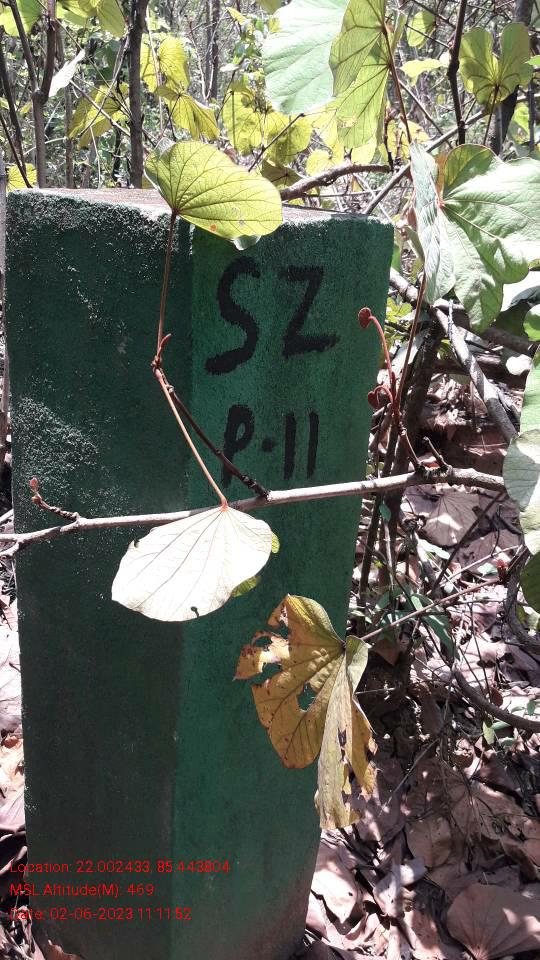 SZ
P-11
Location: 22.002433, 85.443804
MSL Altitude(M): 469
Date: 02-06-2023 11:11:52